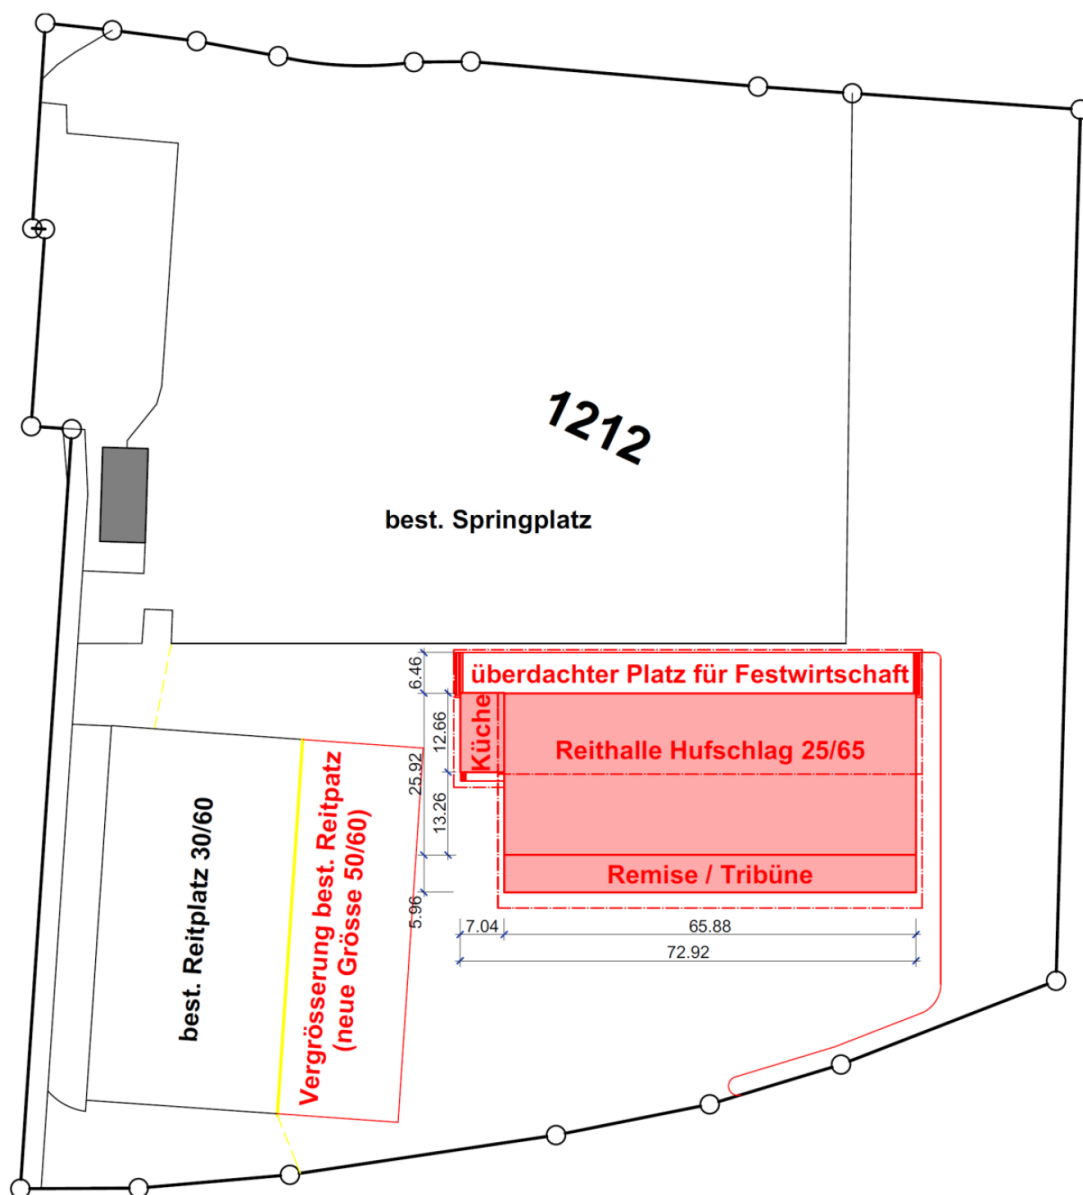 1212
best. Springplatz
6.46
überdachter Platz für Festwirtschaft
12.66
Küche
Reithalle Hufschlag 25/65
25.92
13.26
Remise / Tribüne
5.96
7.04
65.88
72.92
best. Reitplatz 30/60
Vergrösserung best. Reitpatz
(neue Grösse 50/60)